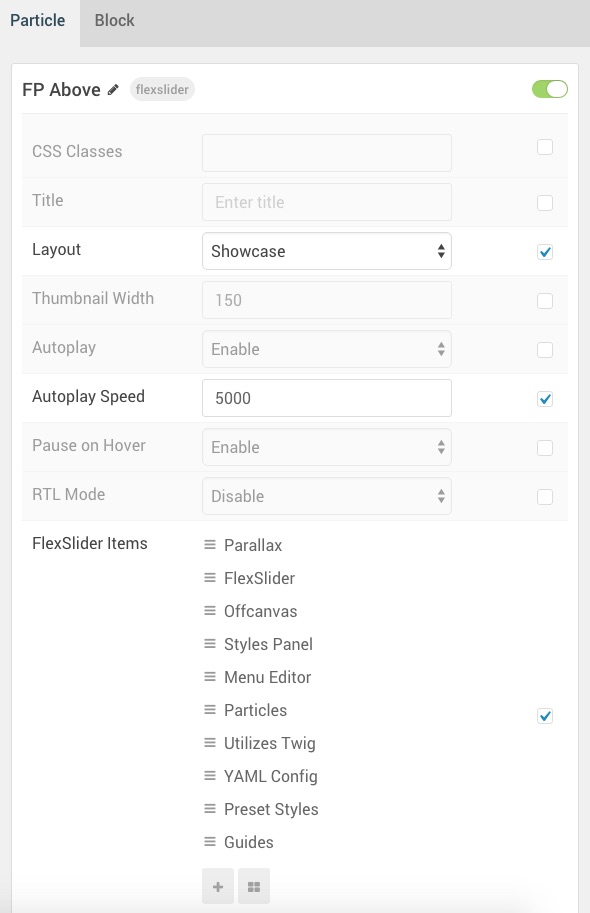 Particle Block
FP Above flexslider
CSS Classes
Title Enter title
Layout Showcase
Thumbnail Width 150
Autoplay Enable
Autoplay Speed 5000
Pause on Hover Enable
RTL Mode Disable
FlexSlider Items Parallax
FlexSlider
Offcanvas
Styles Panel
Menu Editor
Particles
Utilizes Twig
YAML Config
Preset Styles
Guides